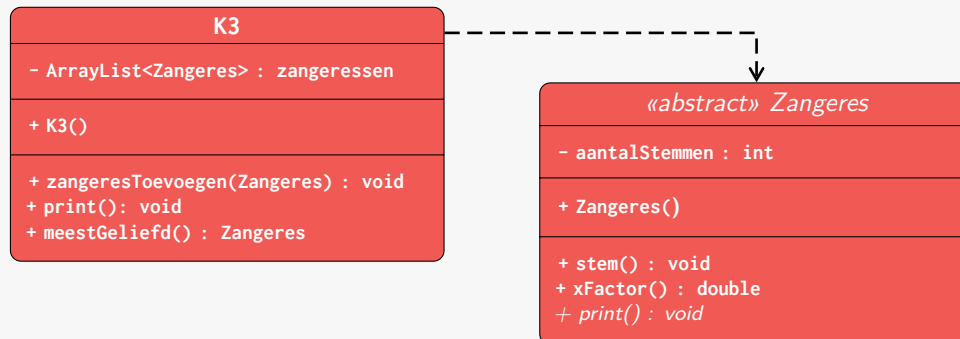 K3
- ArrayList<Zangeres> : zangeressen
+ K3()
+ zangeresToevoegen(Zangeres) : void
+ print(): void
+ meestGeliefd() : Zangeres
«abstract» Zangeres
- aantalStemmen : int
+ Zangeres()
+ stem() : void
+ xFactor() : double
+ print() : void